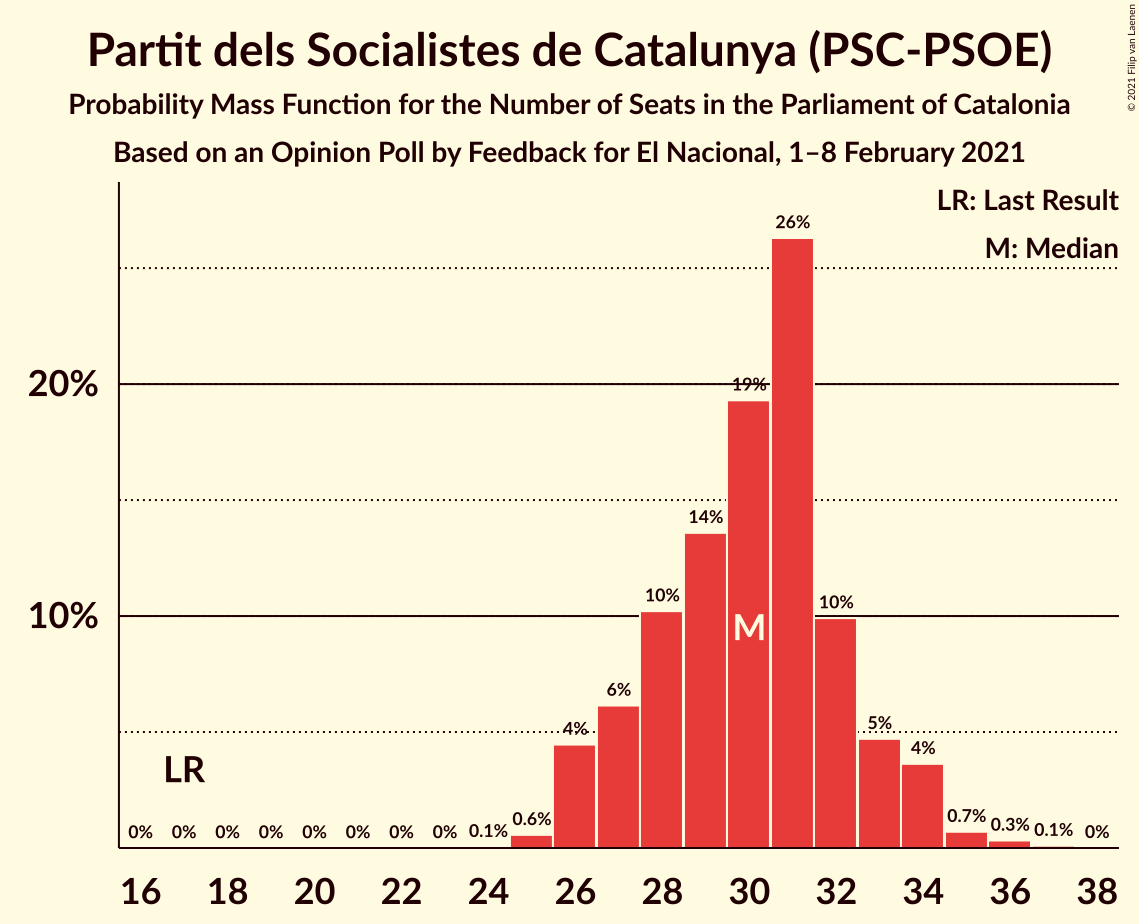 Partit dels Socialistes de Catalunya (PSC-PSOE)
Probability Mass Function for the Number of Seats in the Parliament of Catalonia
Based on an Opinion Poll by Feedback for El Nacional, 1–8 February 2021
© 2021 Filip van Laenen
LR: Last Result
M: Median
26%
20%
19%
14%
10%
10%
10%
M
6%
5%
4%
4%
LR
0%
0%
0%
0%
0%
0%
0%
0%
0.1%
0.6%
0.7%
0.3%
0.1%
0%
16 18 20 22 24 26 28 30 32 34 36 38